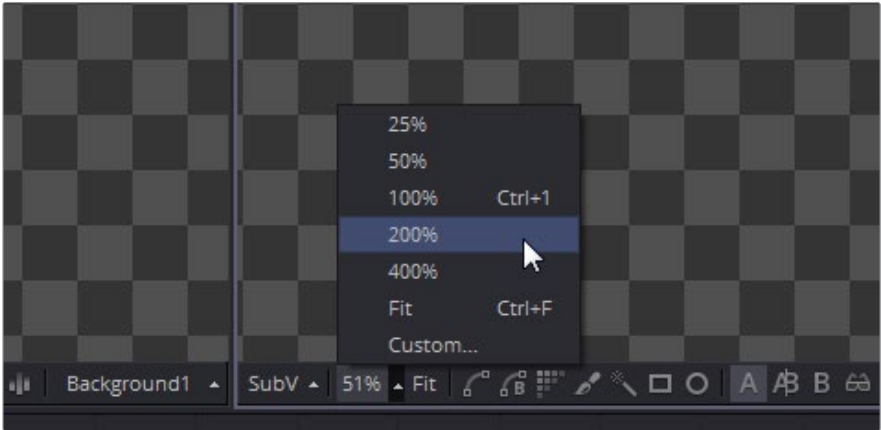 25%
50%
100% Ctrl+1
200%
400%
Fit Ctrl+F
Custom...
Background1 SubV 51% Fit B A A|B B